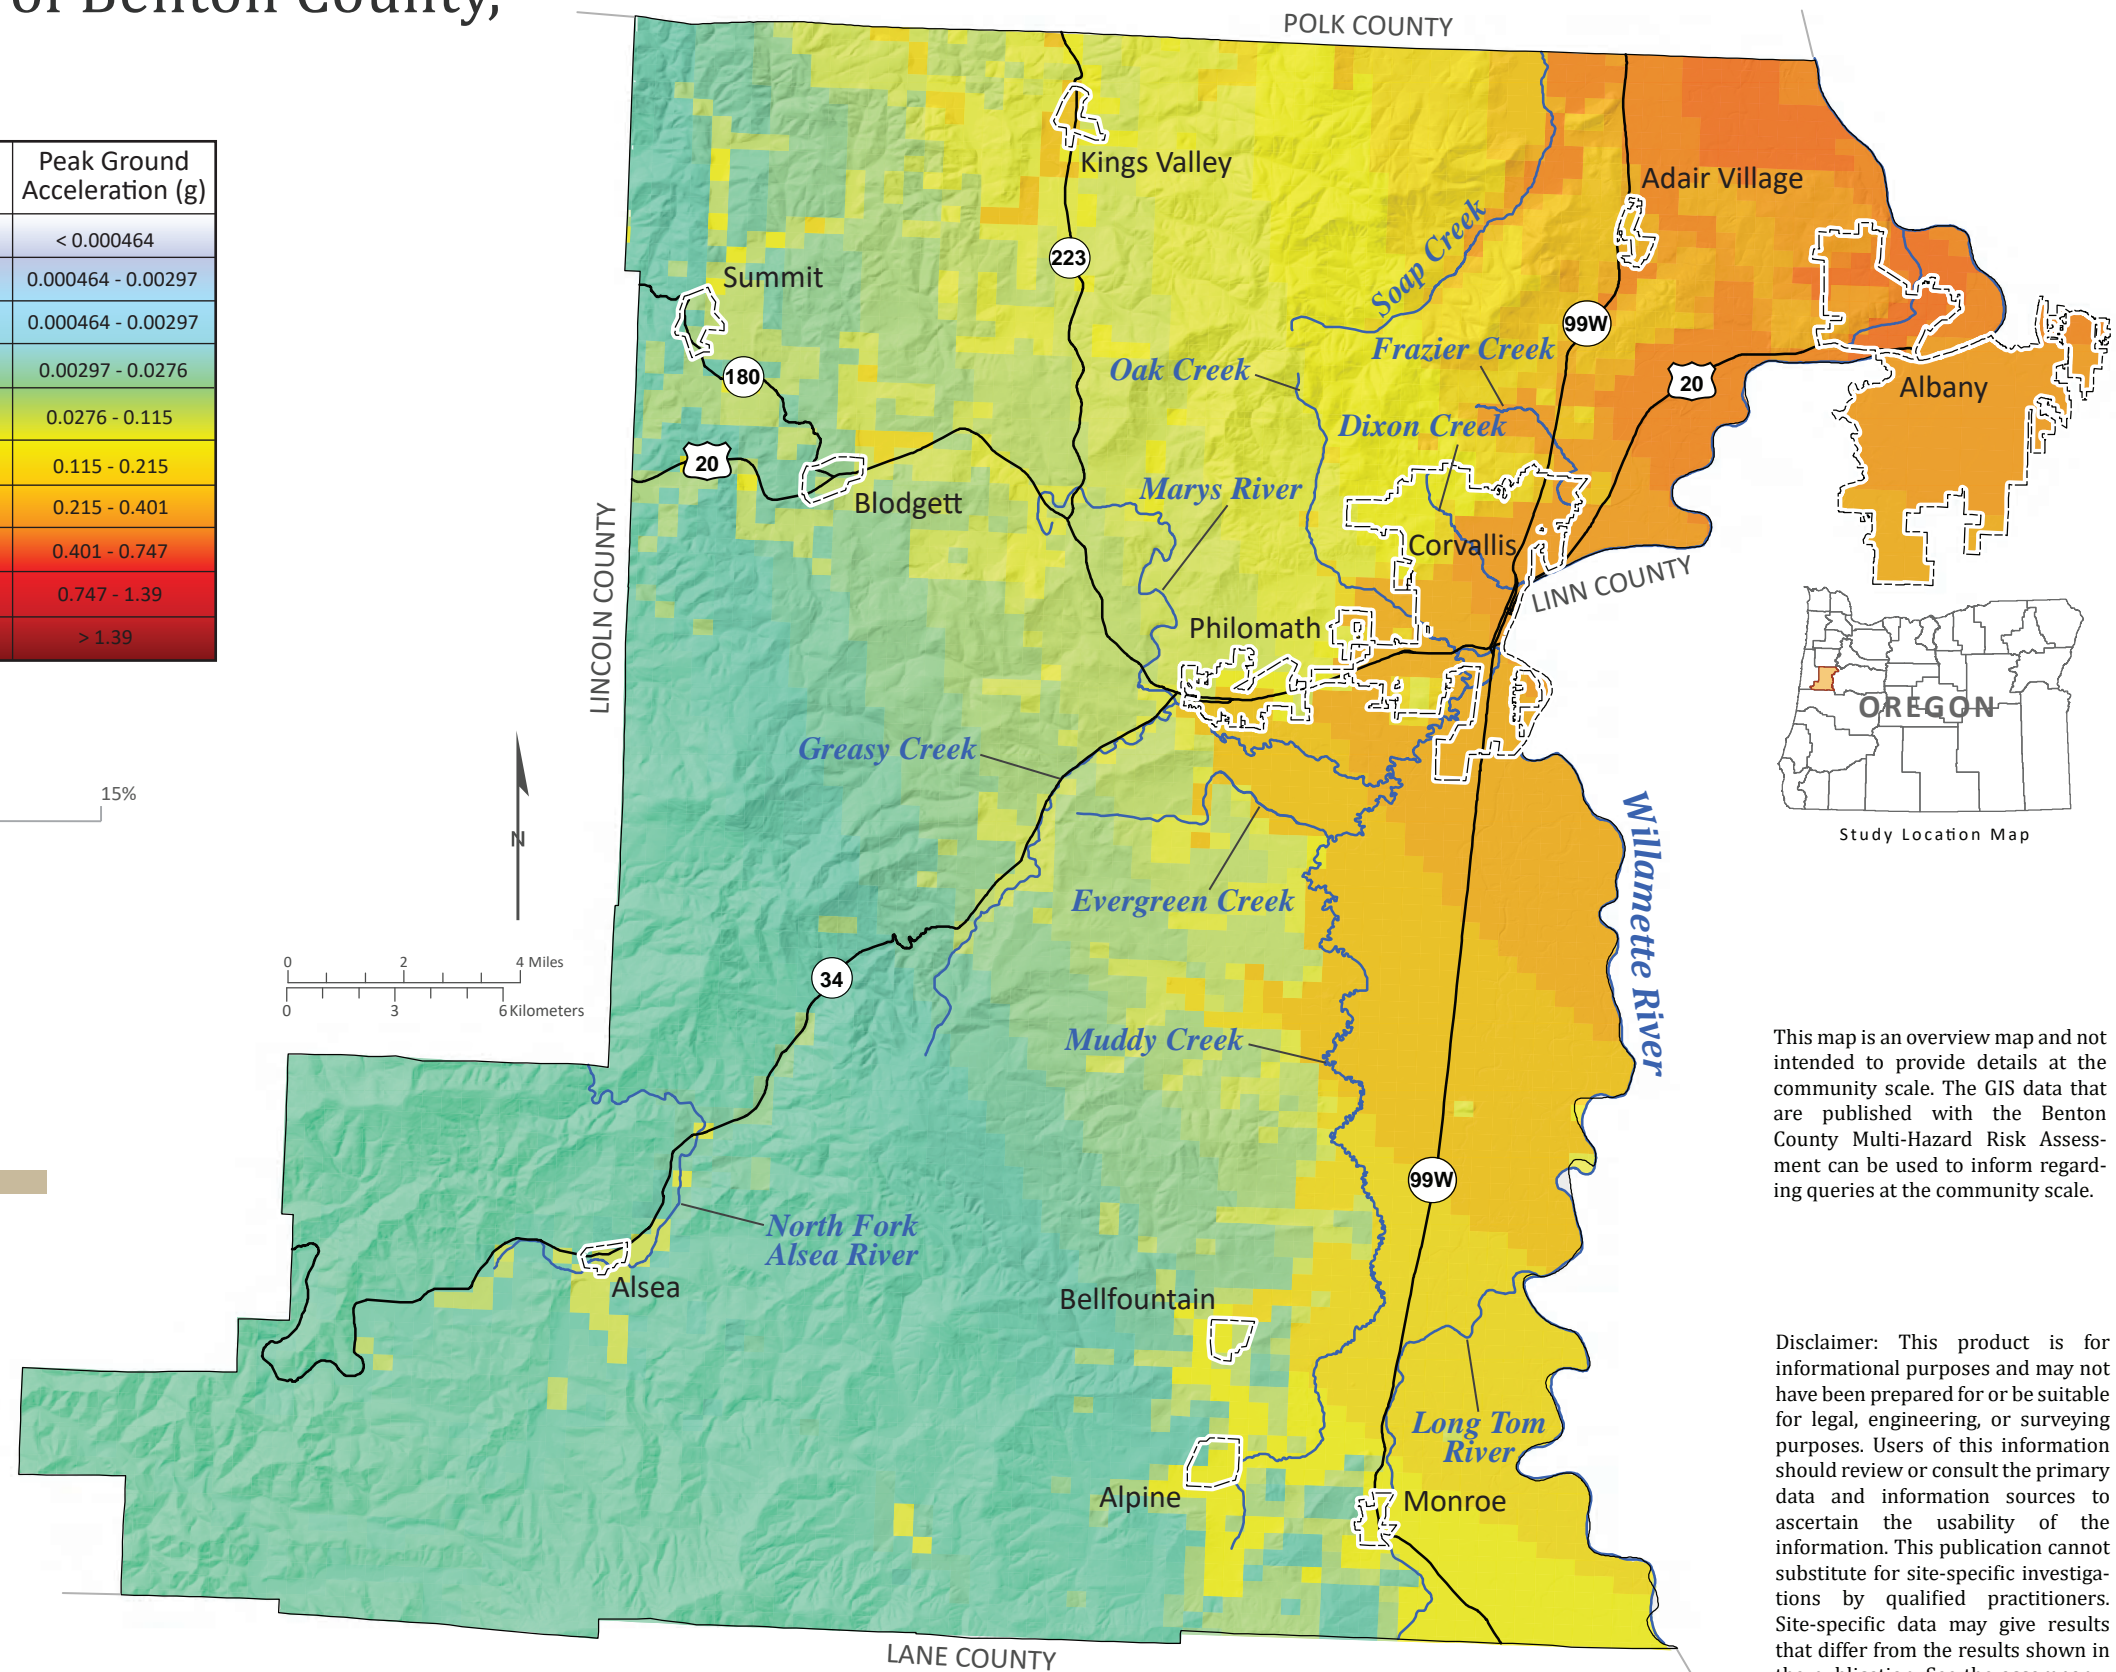 of Benton County,
Peak Ground
Acceleration (g)
< 0.000464
0.000464 - 0.00297
0.000464 - 0.00297
0.00297 - 0.0276
0.0276 - 0.115
0.115 - 0.215
0.215 - 0.401
0.401 - 0.747
0.747 - 1.39
> 1.39
15%
N
0 2 4 Miles
0 3 6 Kilometers
POLK COUNTY
LINCOLN COUNTY
LINN COUNTY
LANE COUNTY
Kings Valley
Adair Village
Summit
223
Soap Creek
99W
Frazier Creek
Oak Creek
180
20
Albany
Dixon Creek
20
Marys River
Blodgett
Corvallis
Philomath
Greasy Creek
Willamette River
Evergreen Creek
34
Muddy Creek
99W
North Fork
Alsea River
Alsea
Bellfountain
Long Tom
River
Alpine
Monroe
OREGON
Study Location Map
This map is an overview map and not
intended to provide details at the
community scale. The GIS data that
are published with the Benton
County Multi-Hazard Risk Assess-
ment can be used to inform regard-
ing queries at the community scale.
Disclaimer: This product is for
informational purposes and may not
have been prepared for or be suitable
for legal, engineering, or surveying
purposes. Users of this information
should review or consult the primary
data and information sources to
ascertain the usability of the
information. This publication cannot
substitute for site-specific investiga-
tions by qualified practitioners.
Site-specific data may give results
that differ from the results shown in